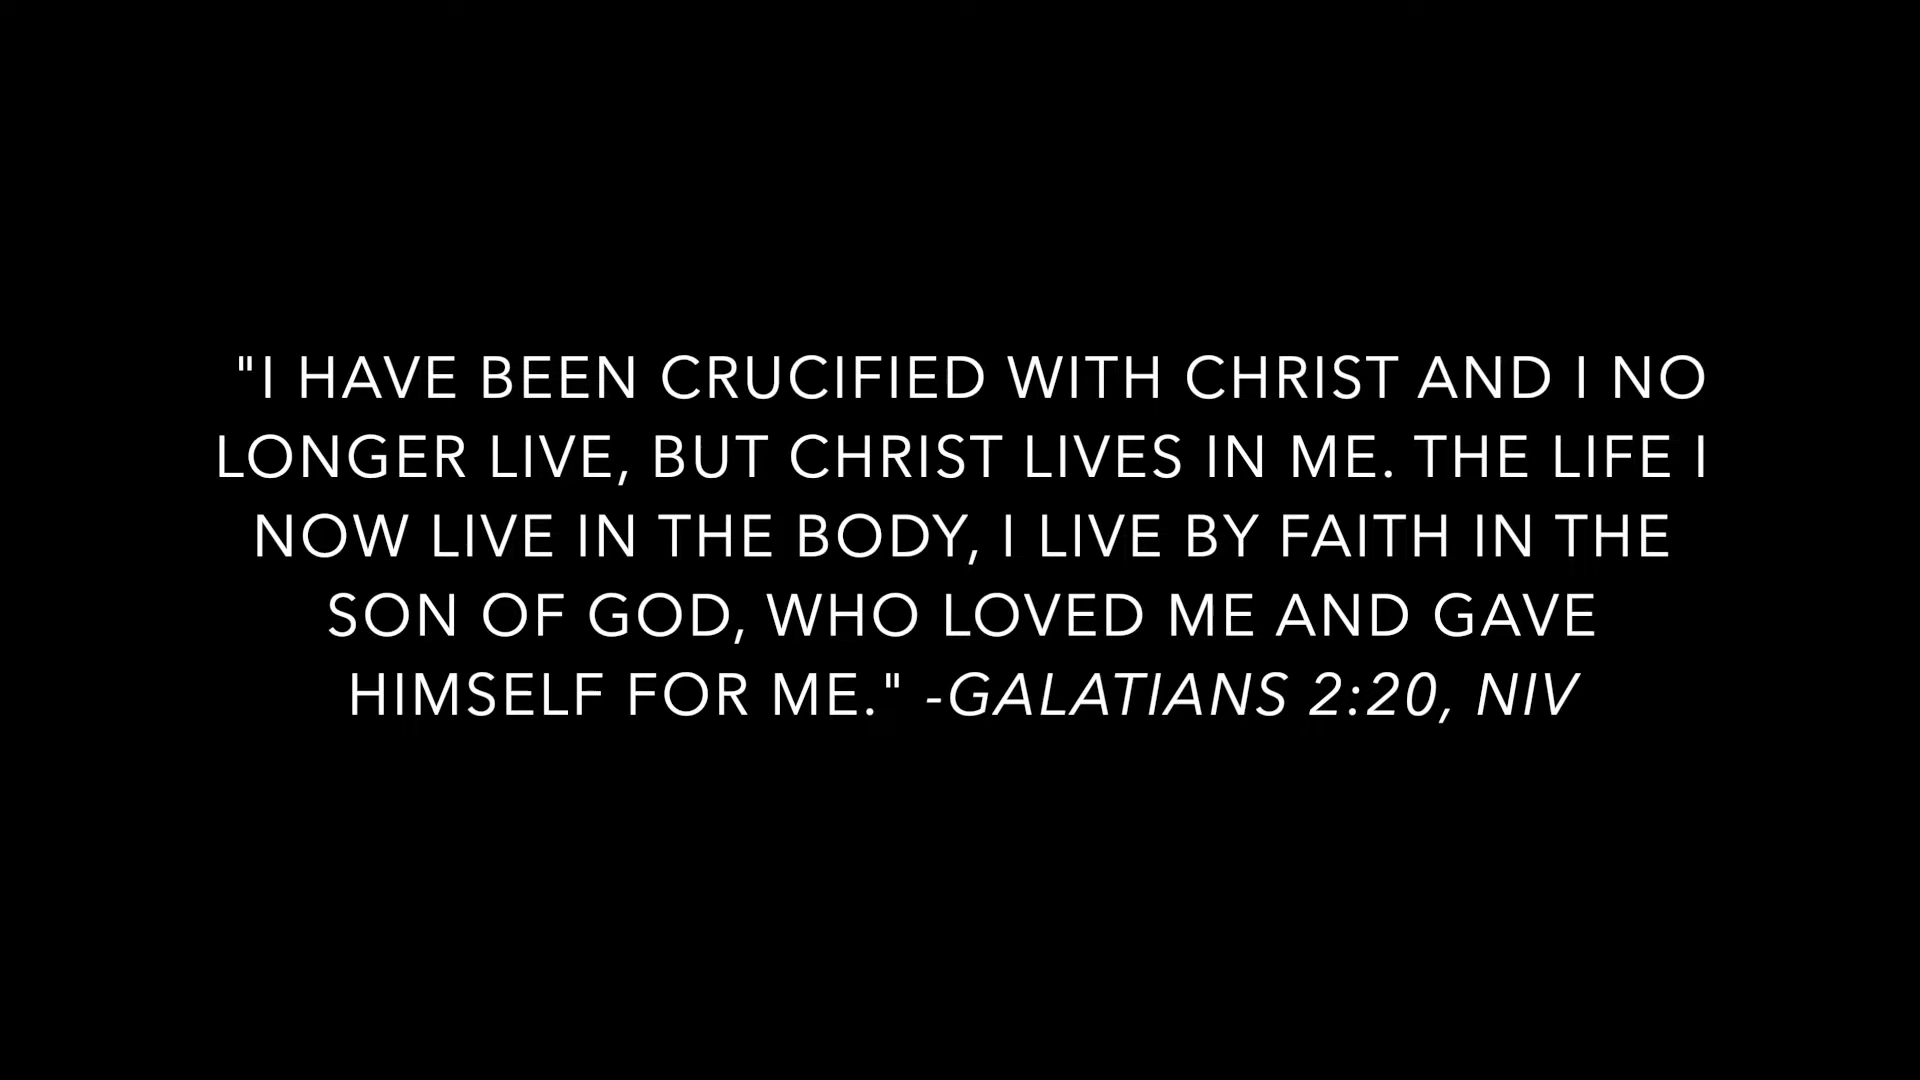 "I HAVE BEEN CRUCIFIED WITH CHRIST AND I NO
LONGER LIVE, BUT CHRIST LIVES IN ME. THE LIFE I
NOW LIVE IN THE BODY, I LIVE BY FAITH IN THE
SON OF GOD, WHO LOVED ME AND GAVE
HIMSELF FOR ME." -GALATIANS 2:20, NIV